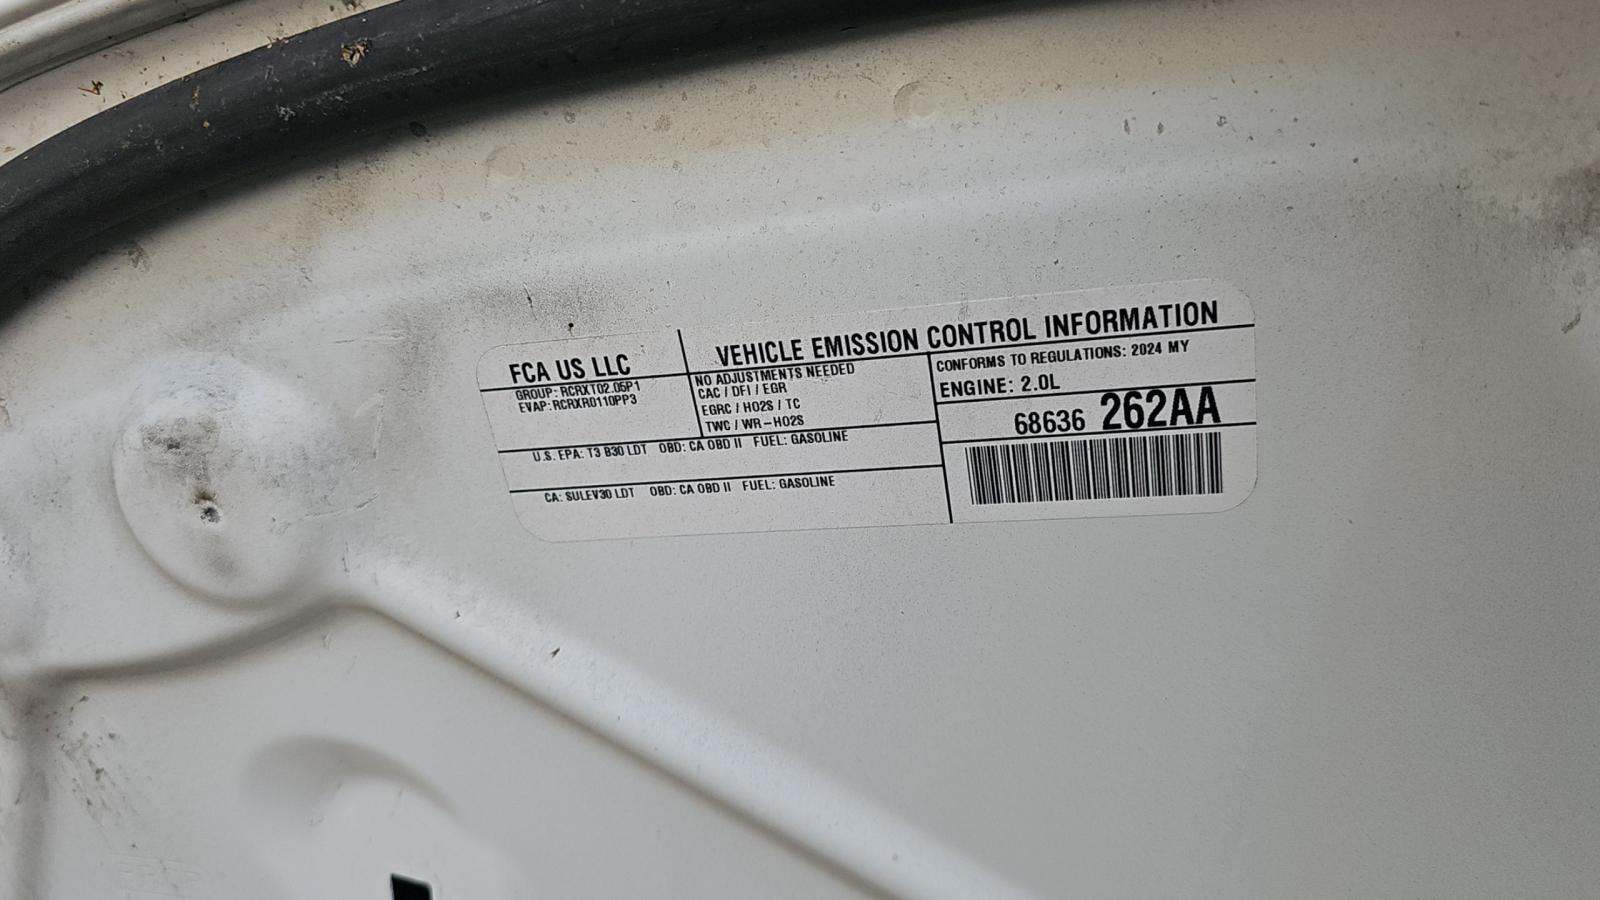 FCA US LLC
VEHICLE EMISSION CONTROL INFORMATION
GROUP: RCRXT02.05P1
EVAP: RCRXR0110PP3
NO ADJUSTMENTS NEEDED
CAC / DFI / EGR
EGRC / HO2S / TC
TWC / WR-HO2S
CONFORMS TO REGULATIONS: 2024 MY
ENGINE: 2.0L
68636 262AA
U.S. EPA: T3 B30 LDT OBD: CA OBD II FUEL: GASOLINE
CA: SULEV30 LDT OBD: CA OBD II FUEL: GASOLINE